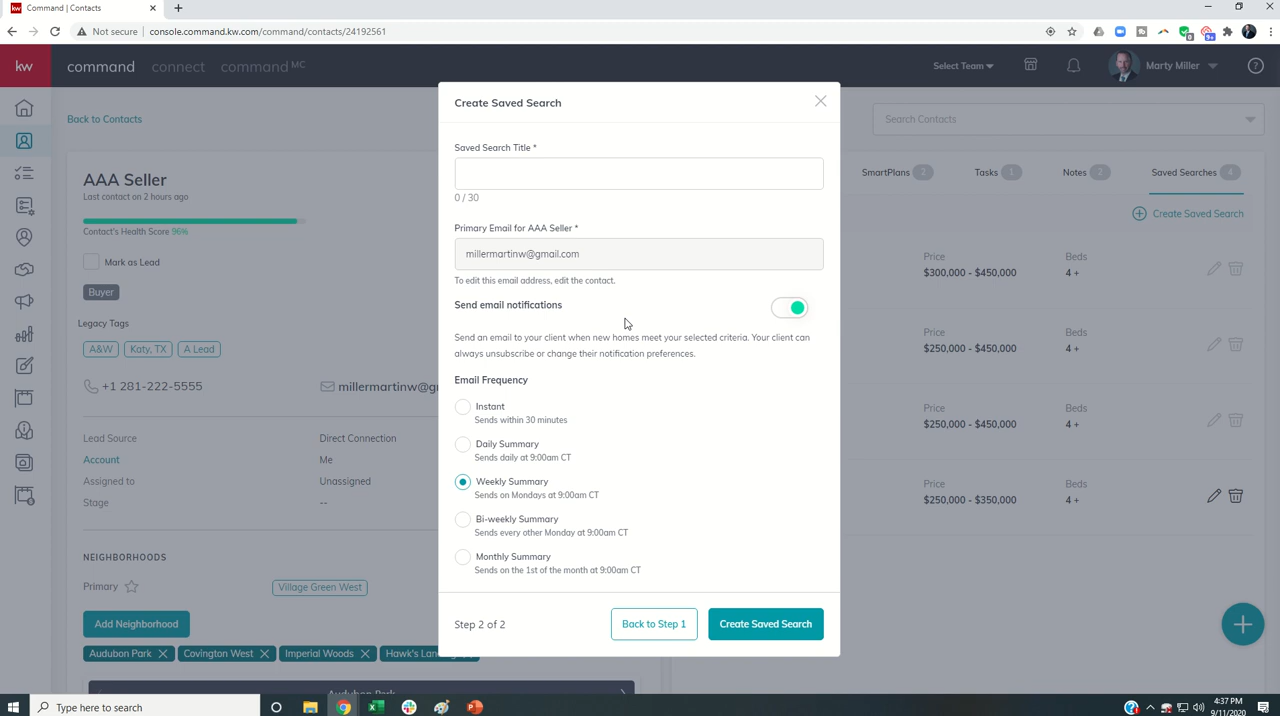 Command | Contacts
Not secure | console.command.kw.com/command/contacts/24192561
kw
command connect command MC
Select Team
Marty Miller
Back to Contacts
Search Contacts
AAA Seller
Last contact on 2 hours ago
Contact's Health Score 96%
Mark as Lead
Buyer
Legacy Tags
A&W Katy, TX A Lead
+1 281-222-5555
millermartinw@g
Lead Source Direct Connection
Account Me
Assigned to Unassigned
Stage --
NEIGHBORHOODS
Primary Village Green West
Add Neighborhood
Audubon Park Covington West Imperial Woods Hawk's Lan
Audubon Park
Create Saved Search
Saved Search Title *
0 / 30
Primary Email for AAA Seller *
millermartinw@gmail.com
To edit this email address, edit the contact.
Send email notifications
Send an email to your client when new homes meet your selected criteria. Your client can
always unsubscribe or change their notification preferences.
Email Frequency
Instant
Sends within 30 minutes
Daily Summary
Sends daily at 9:00am CT
Weekly Summary
Sends on Mondays at 9:00am CT
Bi-weekly Summary
Sends every other Monday at 9:00am CT
Monthly Summary
Sends on the 1st of the month at 9:00am CT
Step 2 of 2
Back to Step 1
Create Saved Search
SmartPlans 2 Tasks 1 Notes 2 Saved Searches 4
Create Saved Search
Price Beds
$300,000 - $450,000 4 +
Price Beds
$250,000 - $450,000 4 +
Price Beds
$250,000 - $450,000 4 +
Price Beds
$250,000 - $350,000 4 +
Type here to search
4:37 PM
9/11/2020